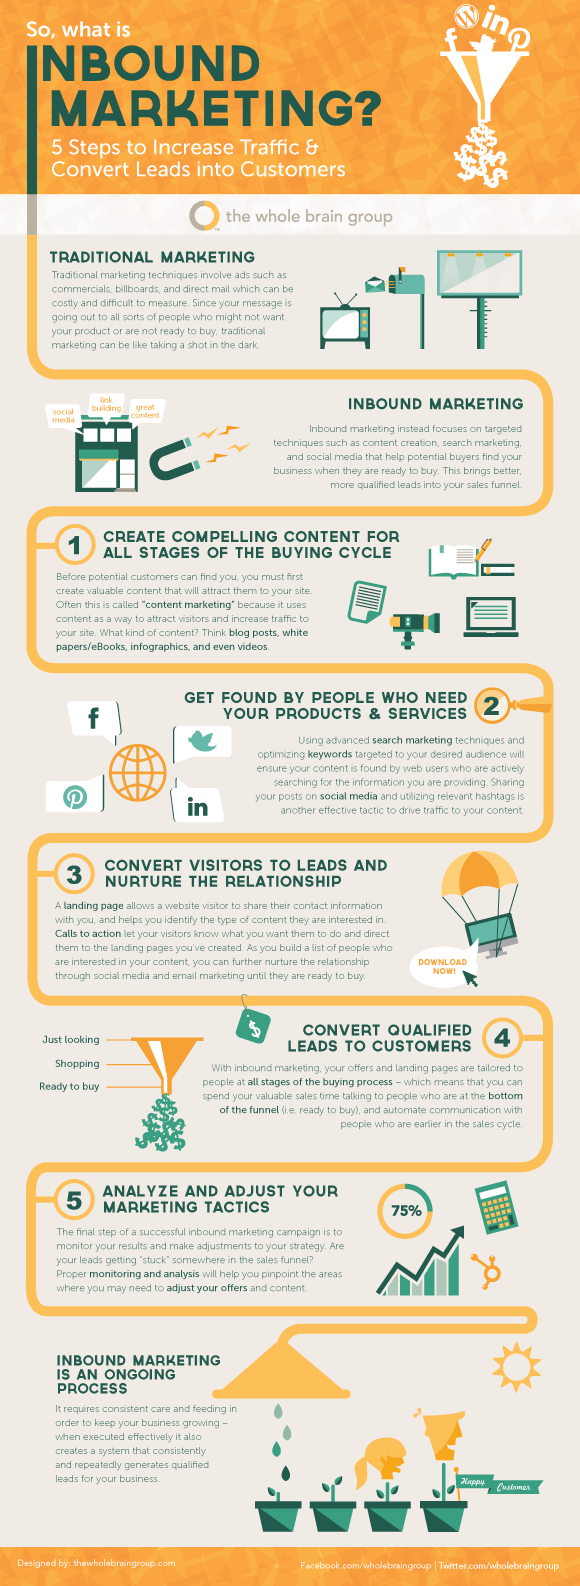 So, what is
INBOUND
MARKETING?
5 Steps to Increase Traffic &
Convert Leads into Customers
the whole brain group
TRADITIONAL MARKETING
Traditional marketing techniques involve ads such as
commercials, billboards, and direct mail which can be
costly and difficult to measure. Since your message is
going out to all sorts of people who might not want
your product or are not ready to buy, traditional
marketing can be like taking a shot in the dark.
social
media
link
building
great
content
INBOUND MARKETING
Inbound marketing instead focuses on targeted
techniques such as content creation, search marketing,
and social media that help potential buyers find your
business when they are ready to buy. This brings better,
more qualified leads into your sales funnel.
1
CREATE COMPELLING CONTENT FOR
ALL STAGES OF THE BUYING CYCLE
Before potential customers can find you, you must first
create valuable content that will attract them to your site.
Often this is called "content marketing" because it uses
content as a way to attract visitors and increase traffic to
your site. What kind of content? Think blog posts, white
papers/eBooks, infographics, and even videos.
GET FOUND BY PEOPLE WHO NEED
YOUR PRODUCTS & SERVICES
2
Using advanced search marketing techniques and
optimizing keywords targeted to your desired audience will
ensure your content is found by web users who are actively
searching for the information you are providing. Sharing
your posts on social media and utilizing relevant hashtags is
another effective tactic to drive traffic to your content.
f
in
3
CONVERT VISITORS TO LEADS AND
NURTURE THE RELATIONSHIP
A landing page allows a website visitor to share their contact information
with you, and helps you identify the type of content they are interested in.
Calls to action let your visitors know what you want them to do and direct
them to the landing pages you've created. As you build a list of people who
are interested in your content, you can further nurture the relationship
through social media and email marketing until they are ready to buy.
DOWNLOAD
NOW!
$
CONVERT QUALIFIED
LEADS TO CUSTOMERS
4
Just looking
Shopping
Ready to buy
With inbound marketing, your offers and landing pages are tailored to
people at all stages of the buying process – which means that you can
spend your valuable sales time talking to people who are at the bottom
of the funnel (i.e. ready to buy), and automate communication with
people who are earlier in the sales cycle.
5
ANALYZE AND ADJUST YOUR
MARKETING TACTICS
The final step of a successful inbound marketing campaign is to
monitor your results and make adjustments to your strategy. Are
your leads getting "stuck" somewhere in the sales funnel?
Proper monitoring and analysis will help you pinpoint the areas
where you may need to adjust your offers and content.
75%
INBOUND MARKETING
IS AN ONGOING
PROCESS
It requires consistent care and feeding in
order to keep your business growing –
when executed effectively it also
creates a system that consistently
and repeatedly generates qualified
leads for your business.
Happy Customer
Designed by: thewholebraingroup.com
Facebook.com/wholebraingroup | Twitter.com/wholebraingroup